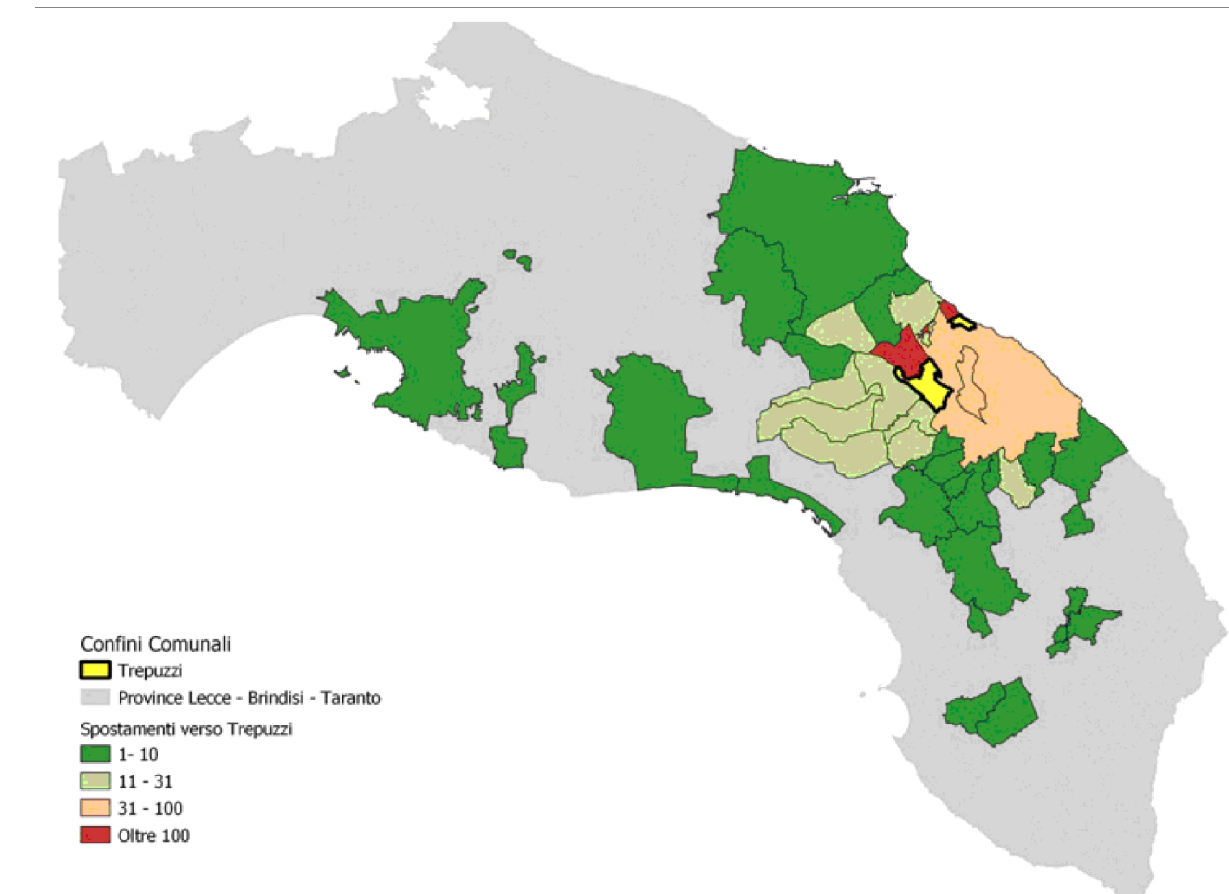 Confini Comunali
Trepuzzi
Province Lecce - Brindisi - Taranto
Spostamenti verso Trepuzzi
1- 10
11 - 31
31 - 100
Oltre 100